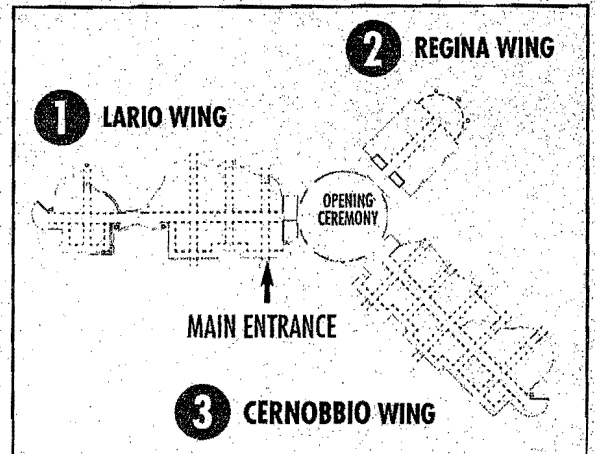 2 REGINA WING
1 LARIO WING
OPENING
CEREMONY
MAIN ENTRANCE
3 CERNOBBIO WING